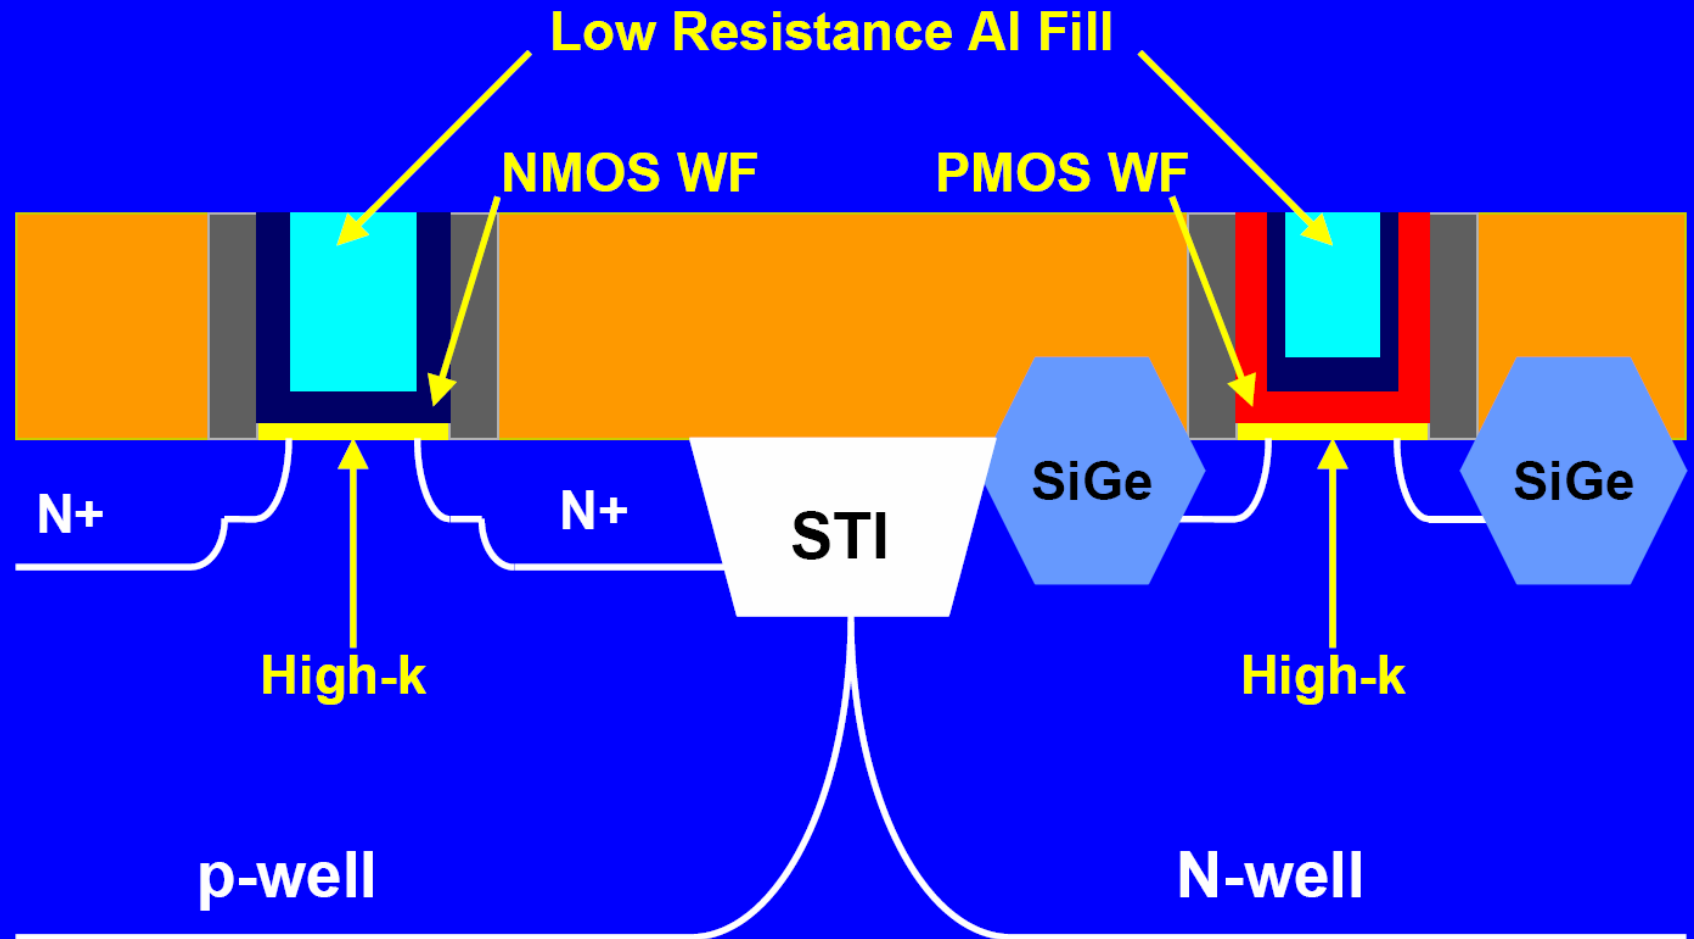 Low Resistance Al Fill
NMOS WF
PMOS WF
N+
N+
STI
SiGe
SiGe
High-k
High-k
p-well
N-well